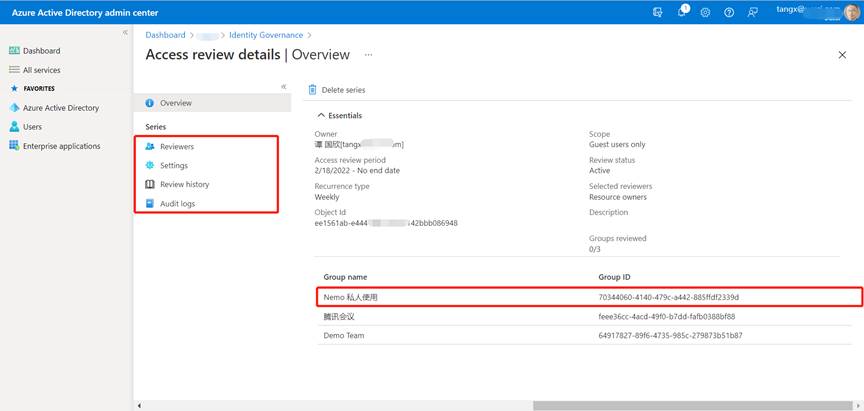 Azure Active Directory admin center
1
tangx@
Dashboard
All services
FAVORITES
Azure Active Directory
Users
Enterprise applications
Dashboard > > Identity Governance >
Access review details | Overview ...
Overview
Series
Reviewers
Settings
Review history
Audit logs
Delete series
Essentials
Owner
谭 国欣[tangx om]
Access review period
2/18/2022 - No end date
Recurrence type
Weekly
Object Id
ee1561ab-e444 42bbb086948
Scope
Guest users only
Review status
Active
Selected reviewers
Resource owners
Description
Groups reviewed
0/3
Group name Group ID
Nemo 私人使用 70344060-4140-479c-a442-885ffdf2339d
腾讯会议 feee36cc-4acd-49f0-b7dd-fafb0388bf88
Demo Team 64917827-89f6-4735-985c-279873b51b87